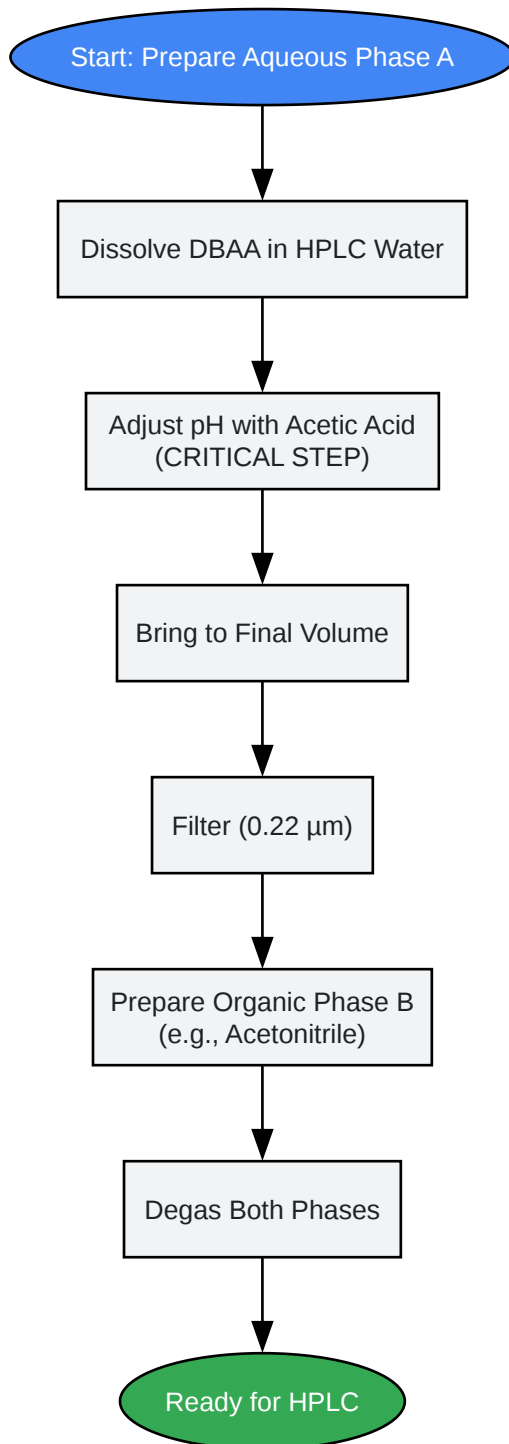 Start: Prepare Aqueous Phase A
Dissolve DBAA in HPLC Water
Adjust pH with Acetic Acid
(CRITICAL STEP)
Bring to Final Volume
Filter (0.22 µm)
Prepare Organic Phase B
(e.g., Acetonitrile)
Degas Both Phases
Ready for HPLC